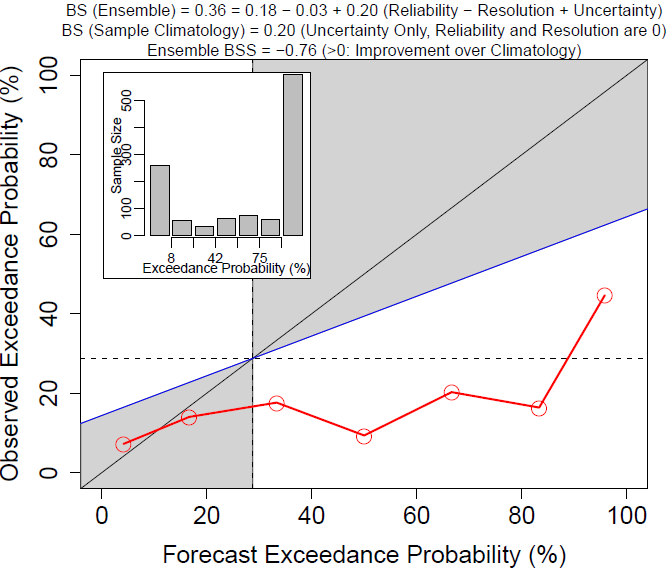 BS (Ensemble) = 0.36 = 0.18 − 0.03 + 0.20 (Reliability − Resolution + Uncertainty)
BS (Sample Climatology) = 0.20 (Uncertainty Only, Reliability and Resolution are 0)
Ensemble BSS = −0.76 (>0: Improvement over Climatology)
Observed Exceedance Probability (%)
100
80
60
40
20
0
Sample Size
500
300
100
0
8 42 75
Exceedance Probability (%)
0 20 40 60 80 100
Forecast Exceedance Probability (%)